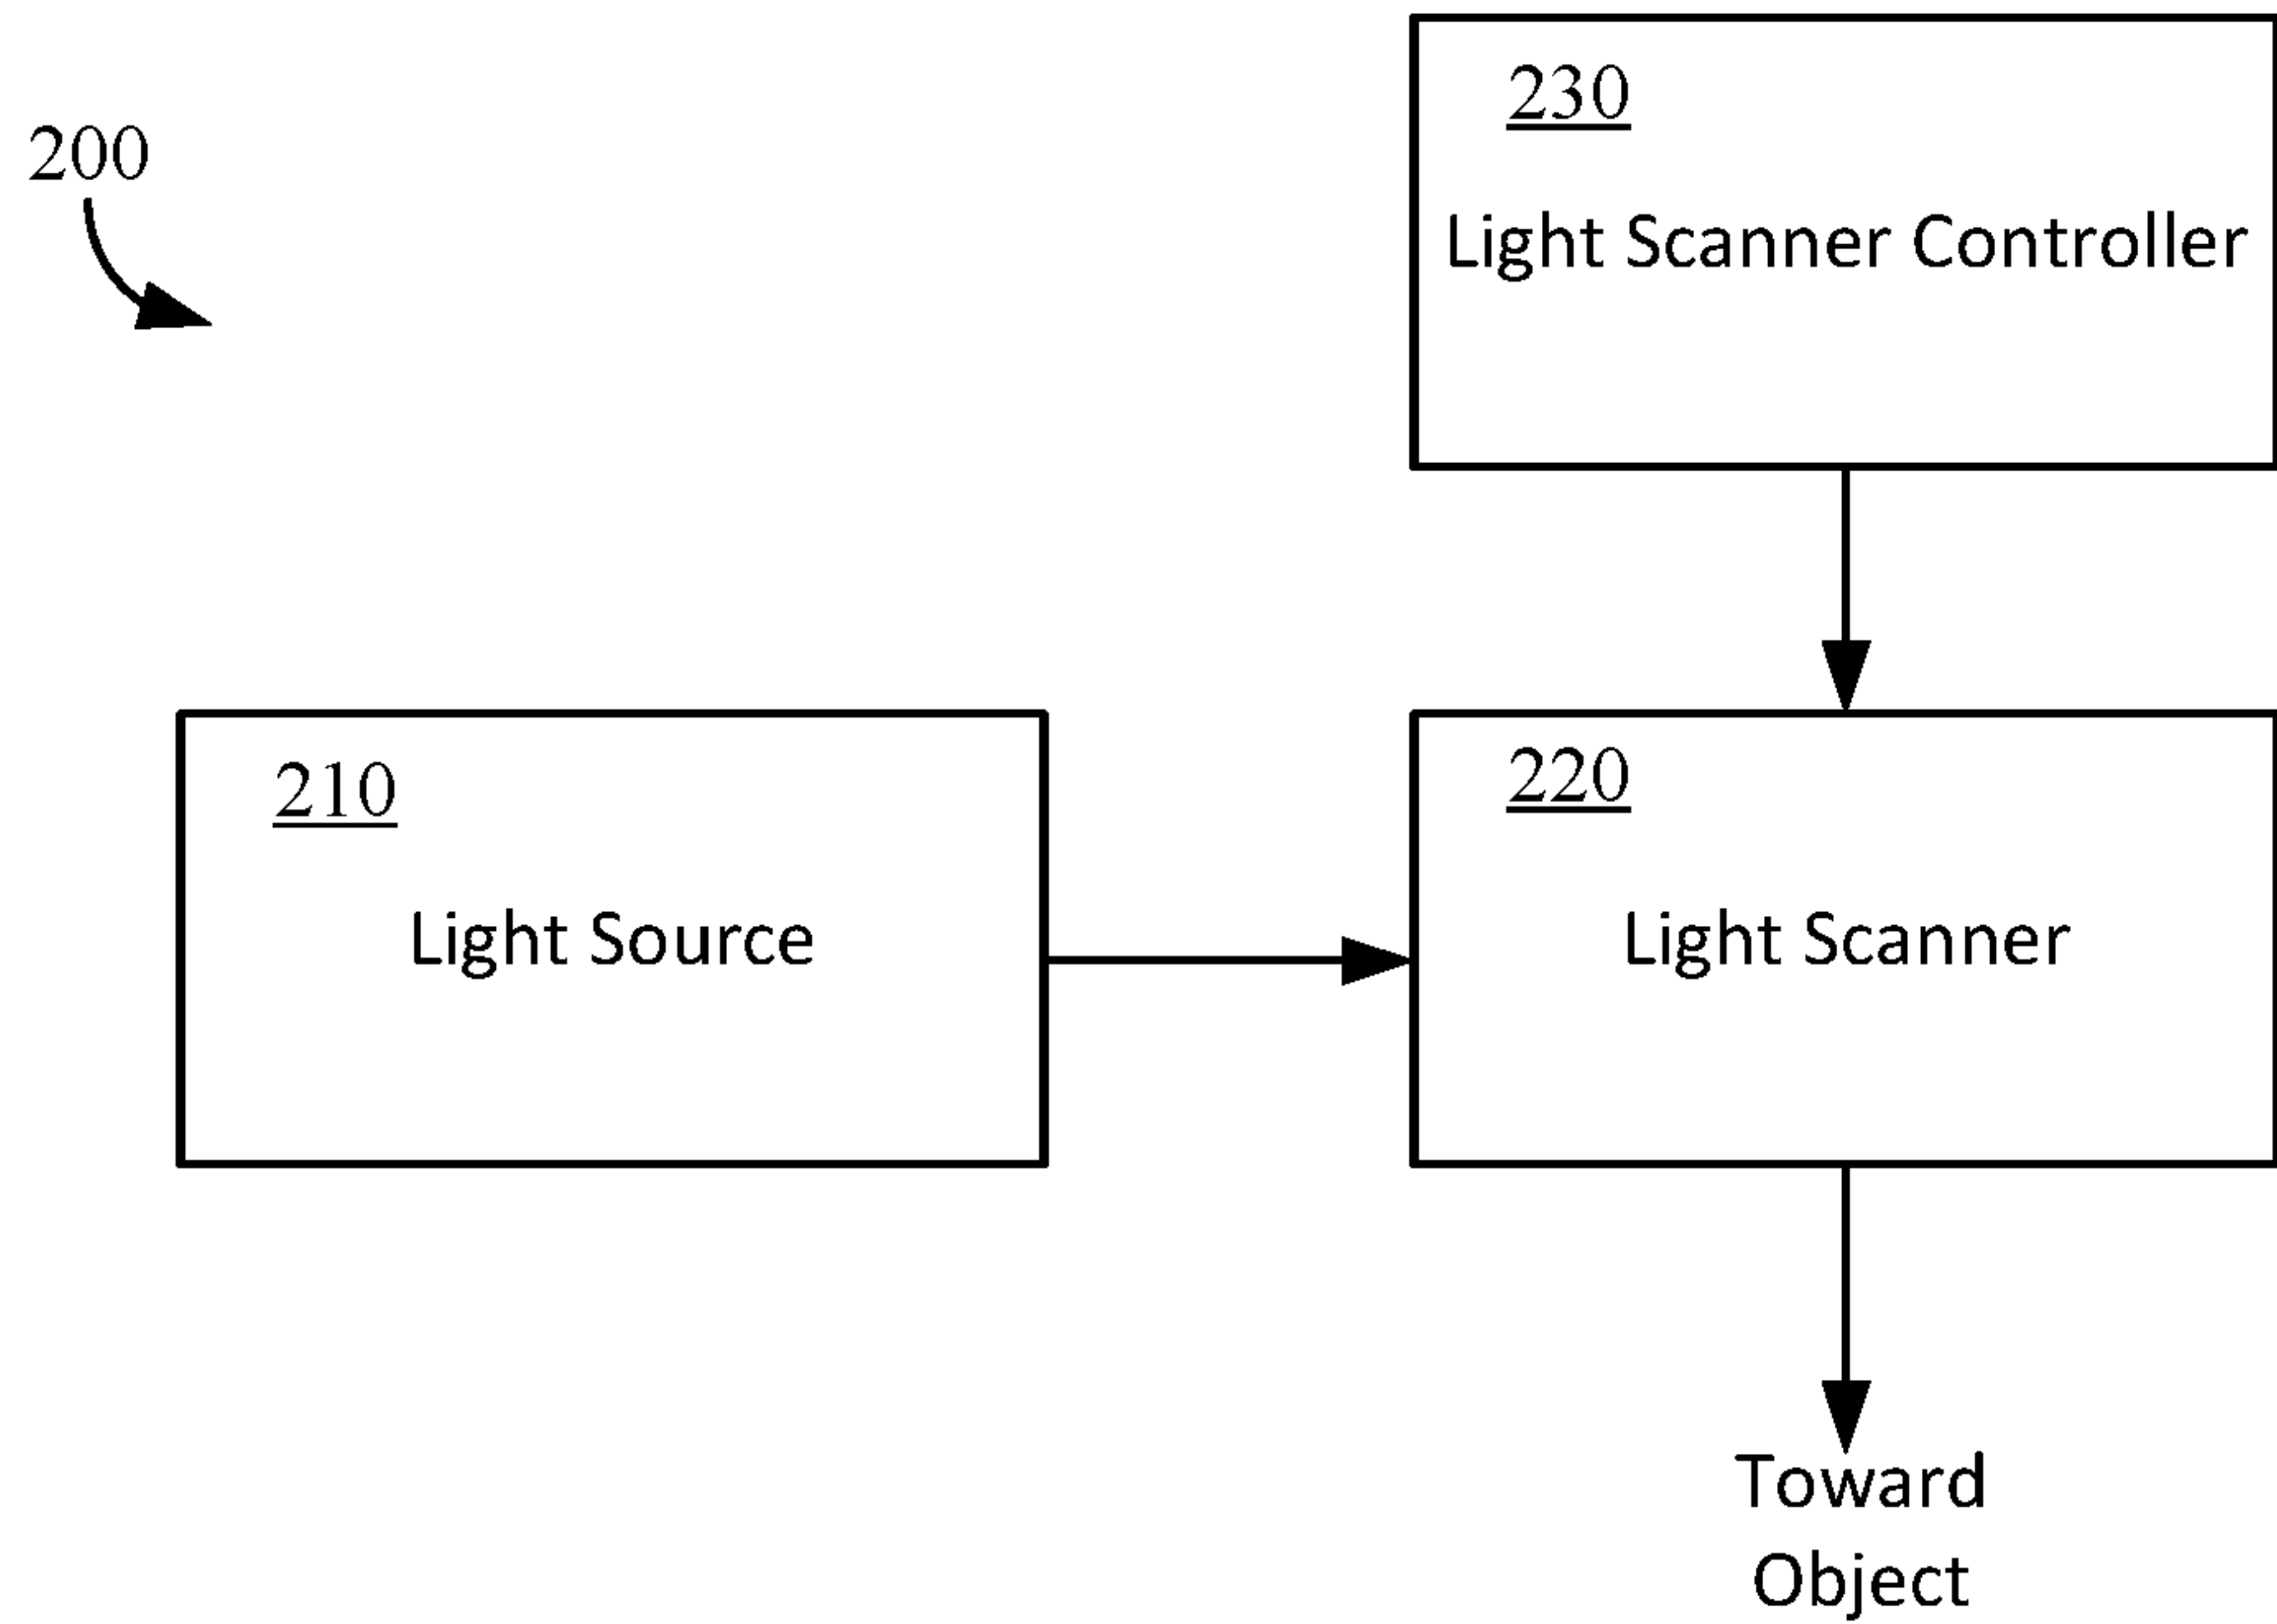 230
200
Light Scanner Controller
220
210
Light Source
Light Scanner
Toward
Object